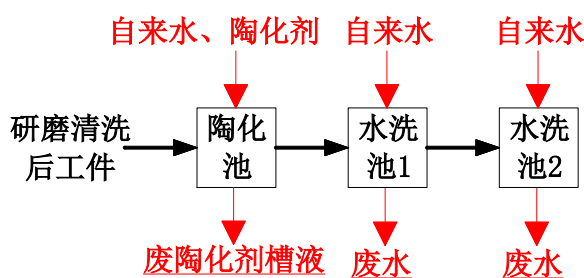 自来水、陶化剂 自来水 自来水
研磨清洗
后工件
陶化
池
水洗
池1
水洗
池2
废陶化剂槽液 废水 废水